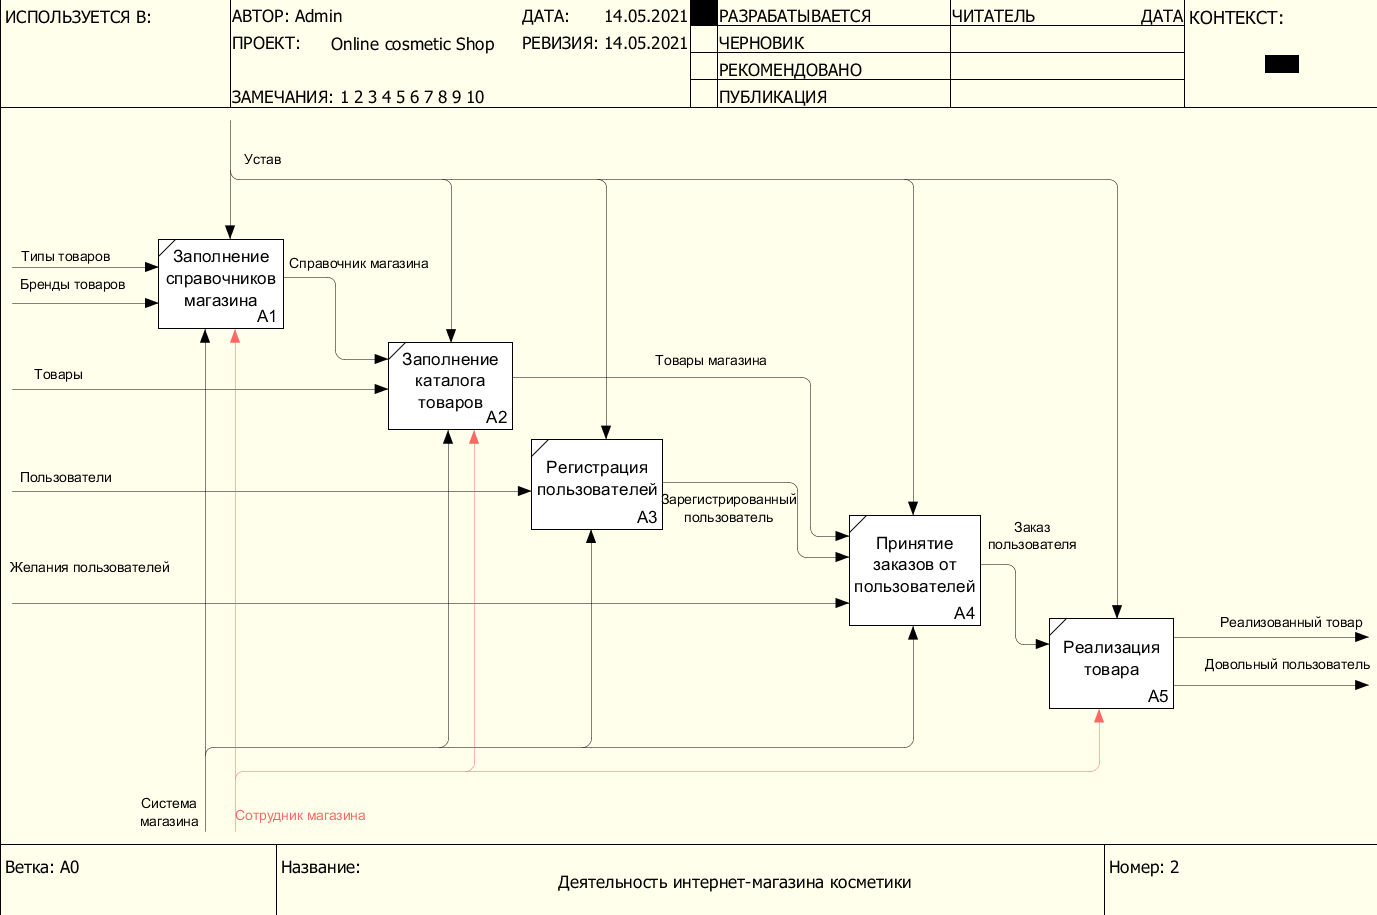 ИСПОЛЬЗУЕТСЯ В:
АВТОР: Admin
ДАТА: 14.05.2021
ПРОЕКТ: Online cosmetic Shop
РЕВИЗИЯ: 14.05.2021
ЗАМЕЧАНИЯ: 1 2 3 4 5 6 7 8 9 10
РАЗРАБАТЫВАЕТСЯ
ЧЕРНОВИК
РЕКОМЕНДОВАНО
ПУБЛИКАЦИЯ
ЧИТАТЕЛЬ
ДАТА
КОНТЕКСТ:
Устав
Типы товаров
Бренды товаров
Заполнение
справочников
магазина
A1
Справочник магазина
Товары
Заполнение
каталога
товаров
A2
Товары магазина
Пользователи
Регистрация
пользователей
A3
Зарегистрированный
пользователь
Желания пользователей
Принятие
заказов от
пользователей
A4
Заказ
пользователя
Реализация
товара
A5
Реализованный товар
Довольный пользователь
Система
магазина
Сотрудник магазина
Ветка: A0
Название:
Деятельность интернет-магазина косметики
Номер: 2